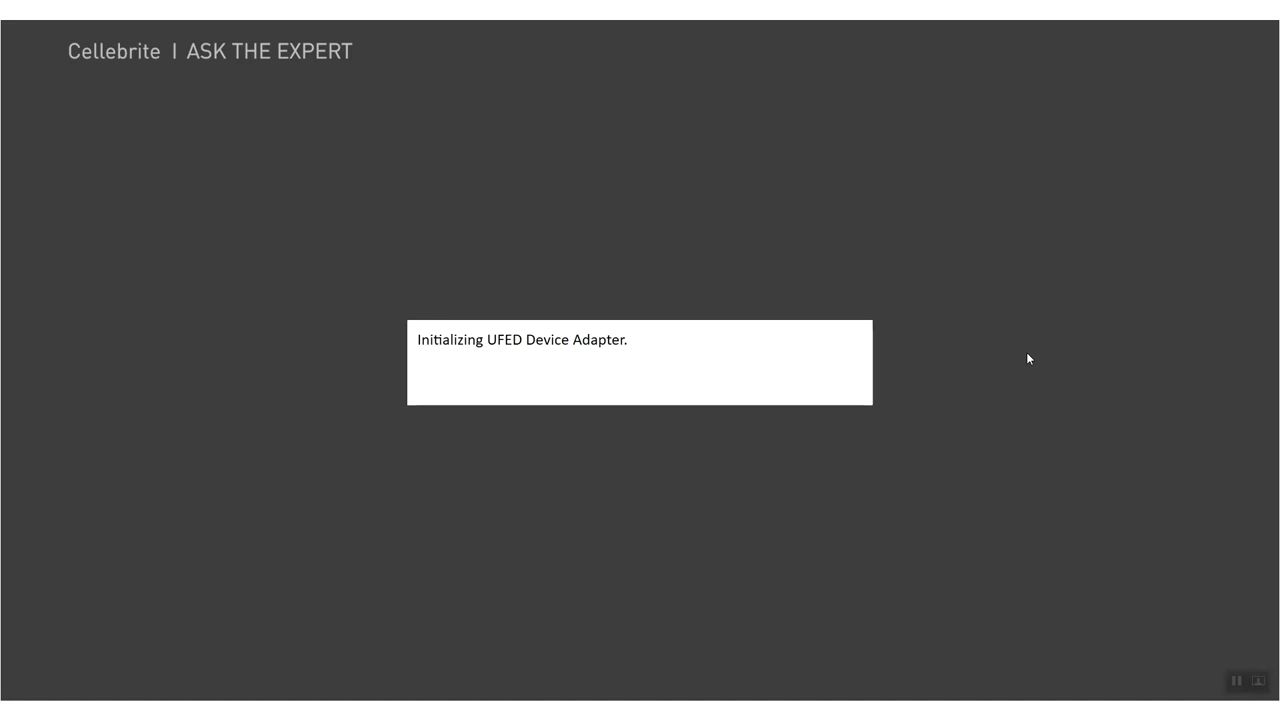 Cellebrite | ASK THE EXPERT
Initializing UFED Device Adapter.